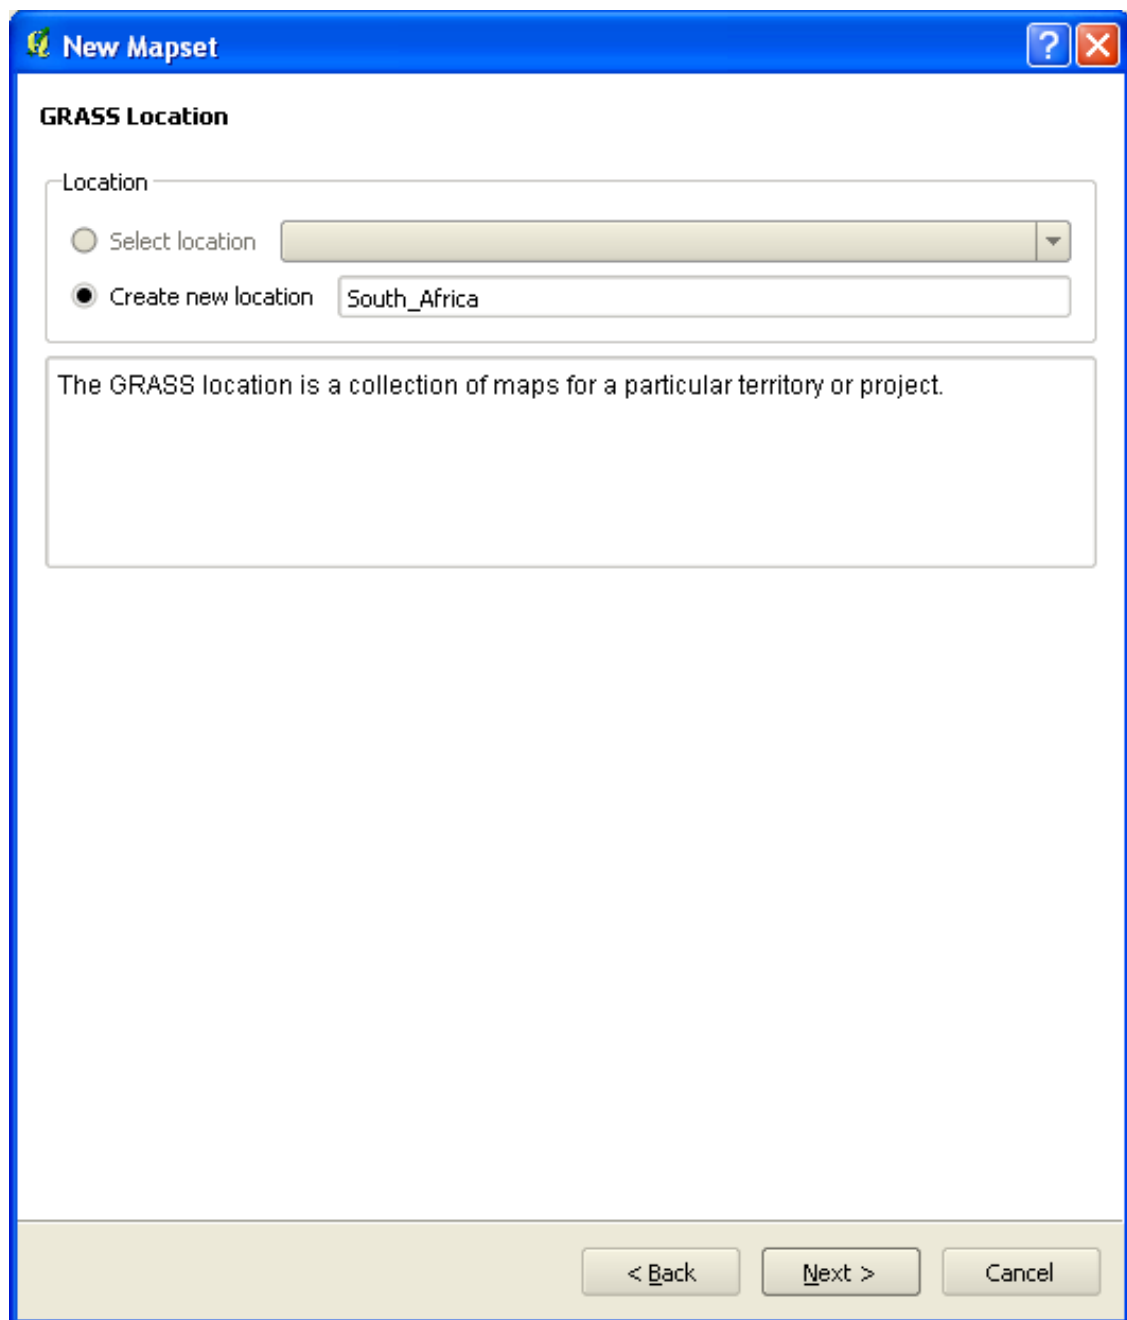 New Mapset
GRASS Location
Location
Select location
Create new location South_Africa
The GRASS location is a collection of maps for a particular territory or project.
< Back Next > Cancel